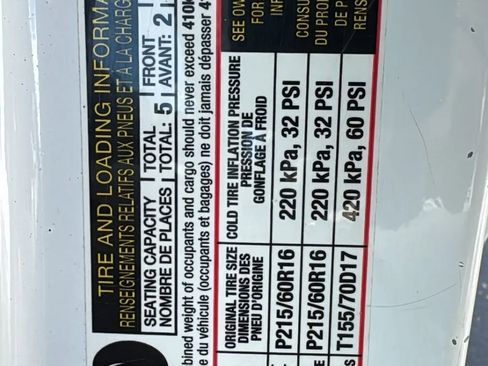 TIRE AND LOADING INFORMA
RENSEIGNEMENTS RELATIFS AUX PNEUS ET À LA CHARG
SEATING CAPACITY TOTAL 5 FRONT 2
NOMBRE DE PLACES TOTAL: AVANT:
bined weight of occupants and cargo should never exceed 410
e du véhicule (occupants et bagages) ne doit jamais dépasser 4
ORIGINAL TIRE SIZE COLD TIRE INFLATION PRESSURE SEE OW
DIMENSIONS DES PRESSION DE FOR
PNEU D'ORIGINE GONFLAGE À FROID INF
P215/60R16 220 kPa, 32 PSI CONSU
DU PRO
P215/60R16 220 kPa, 32 PSI DE P
T155/70D17 420 kPa, 60 PSI RENS